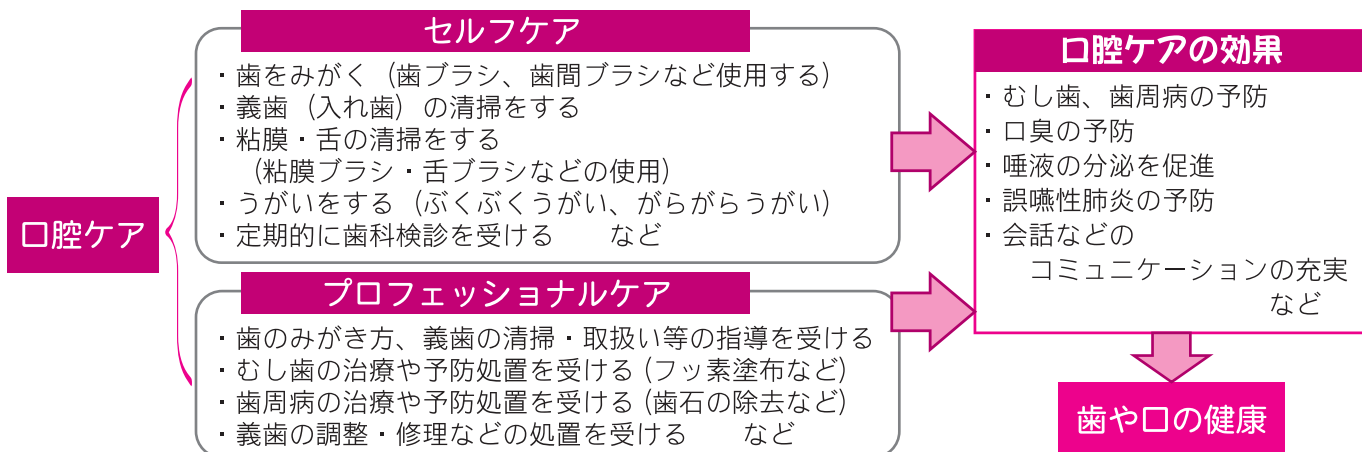 口腔ケア
セルフケア
・歯をみがく（歯ブラシ、歯間ブラシなど使用する）
・義歯（入れ歯）の清掃をする
・粘膜・舌の清掃をする
（粘膜ブラシ・舌ブラシなどの使用）
・うがいをする（ぶくぶくうがい、がらがらうがい）
・定期的に歯科検診を受ける　　など
プロフェッショナルケア
・歯のみがき方、義歯の清掃・取扱い等の指導を受ける
・むし歯の治療や予防処置を受ける（フッ素塗布など）
・歯周病の治療や予防処置を受ける（歯石の除去など）
・義歯の調整・修理などの処置を受ける　　など
口腔ケアの効果
・むし歯、歯周病の予防
・口臭の予防
・唾液の分泌を促進
・誤嚥性肺炎の予防
・会話などの
コミュニケーションの充実
など
歯や口の健康